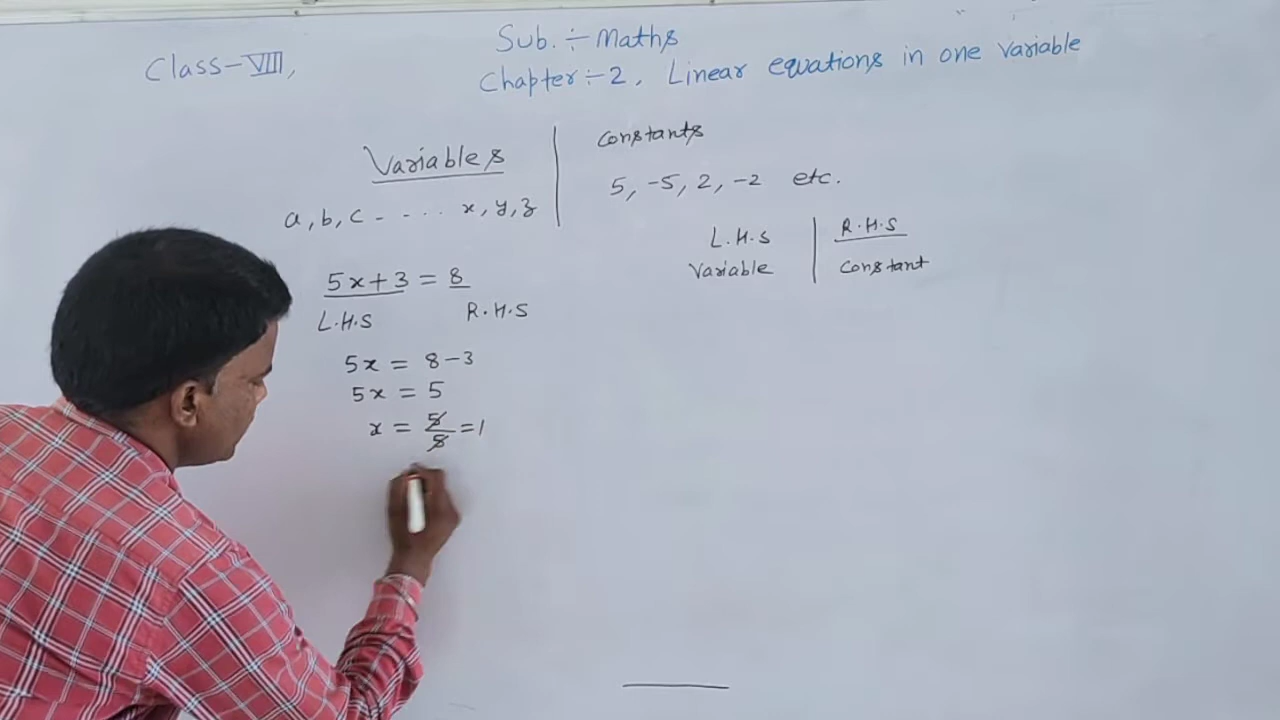 Class-VIII,
Sub. ÷ Maths
Chapter ÷ 2, Linear equations in one variable
Variables
a, b, c - - ... x, y, z
Constants
5, -5, 2, -2 etc.
L.H.S | R.H.S
Variable | Constant
5x+3 = 8
L.H.S R.H.S
5x = 8-3
5x = 5
x = 5/5 = 1